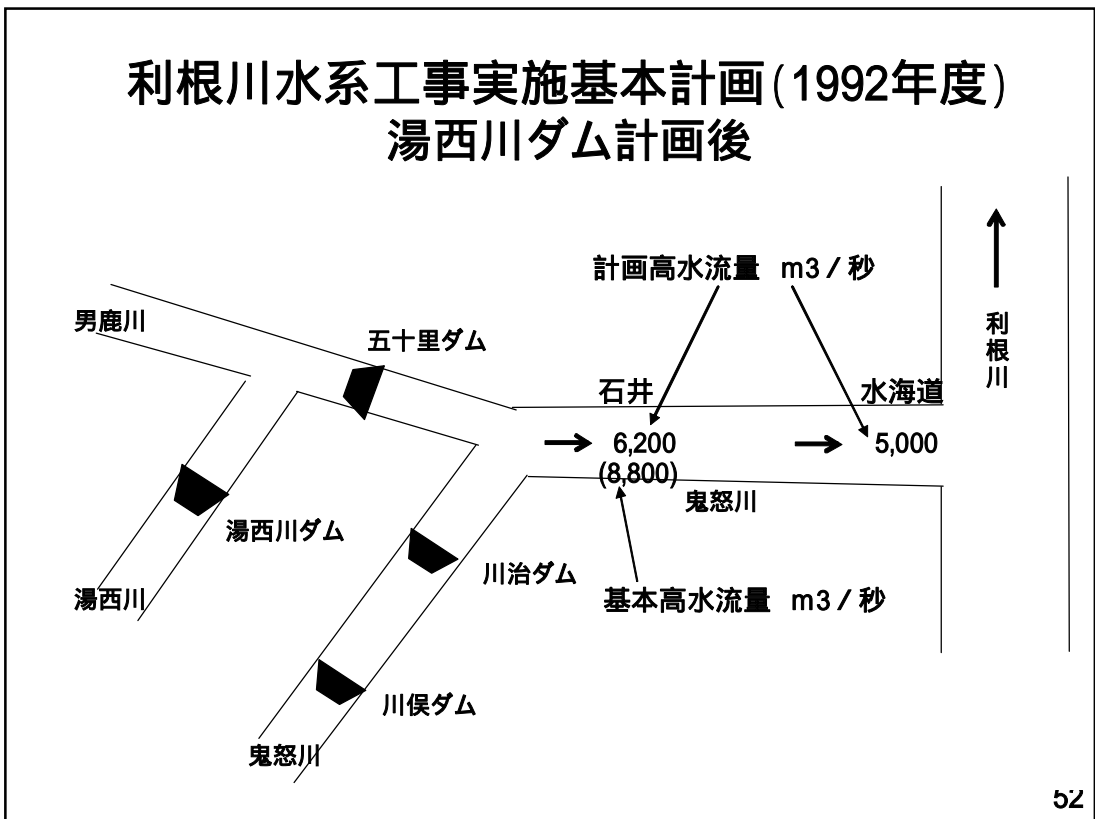 利根川水系工事実施基本計画(1992年度)
湯西川ダム計画後
計画高水流量 m3/秒
男鹿川
五十里ダム
利根川
石井
水海道
6,200
(8,800)
5,000
鬼怒川
湯西川ダム
川治ダム
湯西川
基本高水流量 m3/秒
川俣ダム
鬼怒川
52